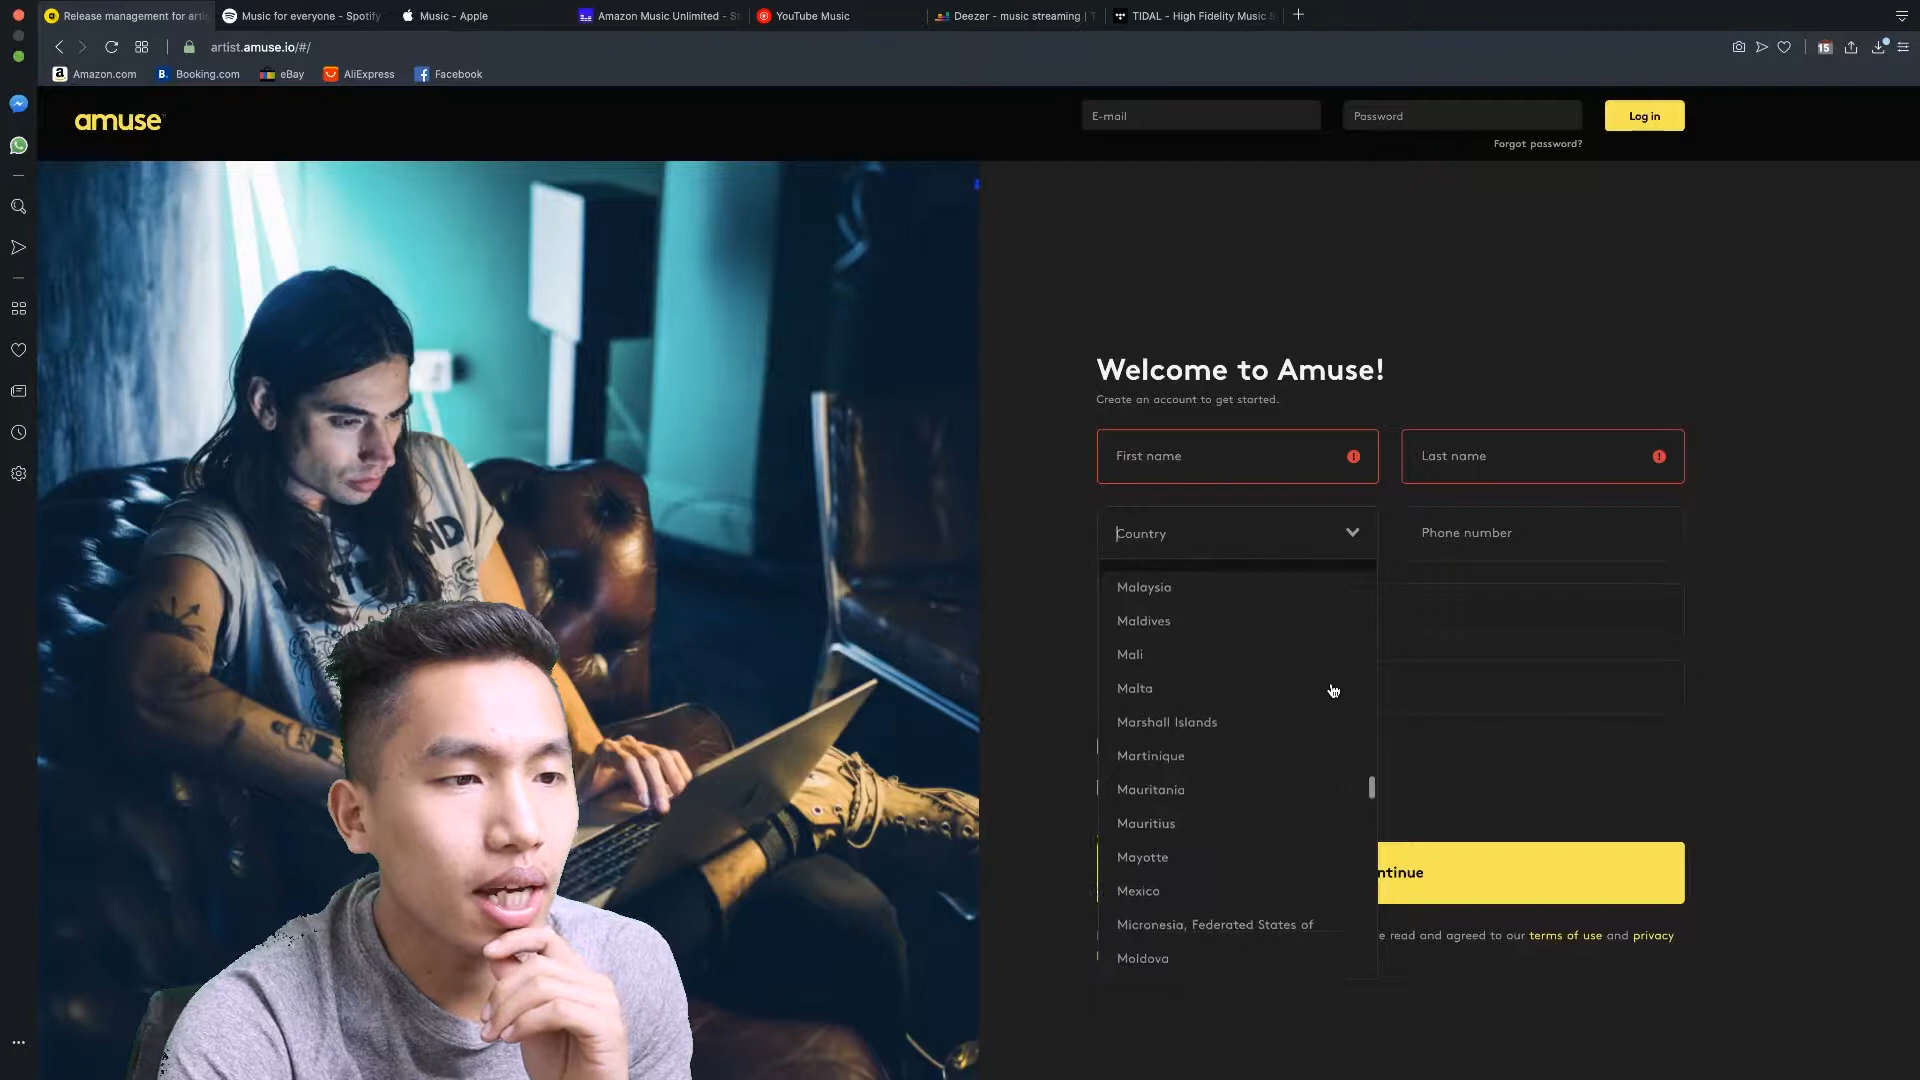 Release management for arti
Music for everyone - Spotify
Music - Apple
Amazon Music Unlimited - St
YouTube Music
Deezer - music streaming | T
TIDAL - High Fidelity Music S
artist.amuse.io/#/
15
Amazon.com
Booking.com
eBay
AliExpress
Facebook
amuse
E-mail
Password
Log in
Forgot password?
Welcome to Amuse!
Create an account to get started.
First name
Last name
Country
Phone number
Malaysia
Maldives
Mali
Malta
Marshall Islands
Martinique
Mauritania
Mauritius
Mayotte
Mexico
ntinue
Micronesia, Federated States of
e read and agreed to our terms of use and privacy
Moldova